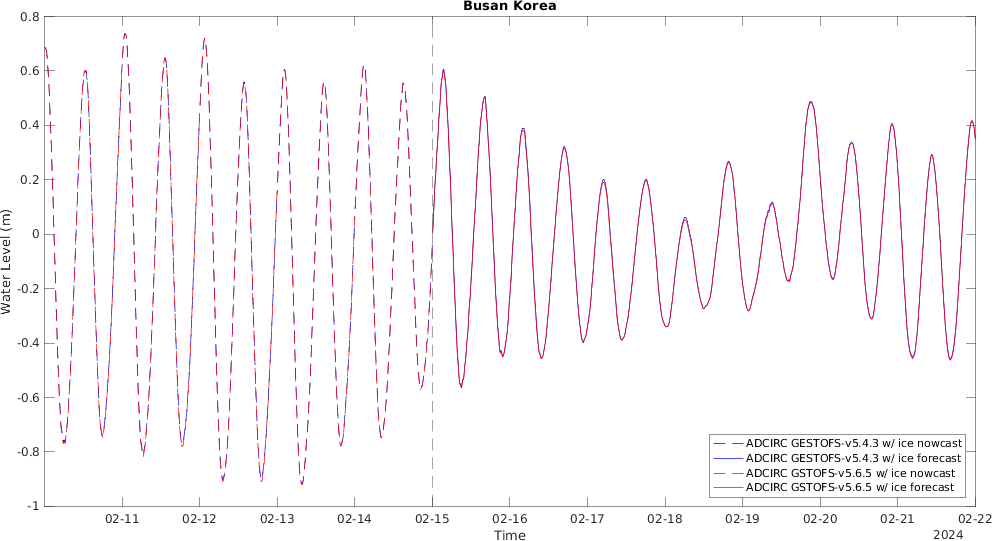 Busan Korea
0.8
0.6
0.4
0.2
0
-0.2
-0.4
-0.6
-0.8
-1
Water Level (m)
ADCIRC GESTOFS-v5.4.3 w/ ice nowcast
ADCIRC GESTOFS-v5.4.3 w/ ice forecast
ADCIRC GSTOFS-v5.6.5 w/ ice nowcast
ADCIRC GSTOFS-v5.6.5 w/ ice forecast
02-11 02-12 02-13 02-14 02-15 02-16 02-17 02-18 02-19 02-20 02-21 02-22
Time
2024